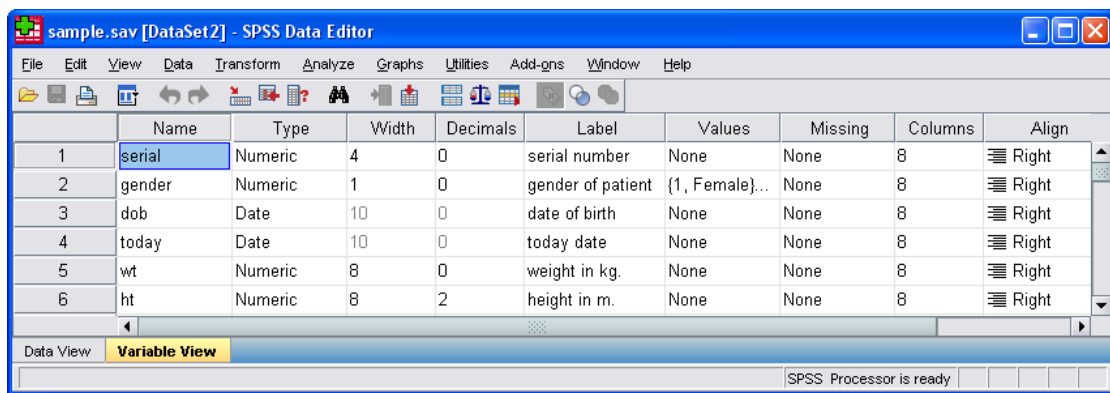 sample.sav [DataSet2] - SPSS Data Editor
File Edit View Data Transform Analyze Graphs Utilities Add-ons Window Help
Name Type Width Decimals Label Values Missing Columns Align
1 serial Numeric 4 0 serial number None None 8 Right
2 gender Numeric 1 0 gender of patient {1, Female}... None 8 Right
3 dob Date 10 0 date of birth None None 8 Right
4 today Date 10 0 today date None None 8 Right
5 wt Numeric 8 0 weight in kg. None None 8 Right
6 ht Numeric 8 2 height in m. None None 8 Right
Data View Variable View
SPSS Processor is ready